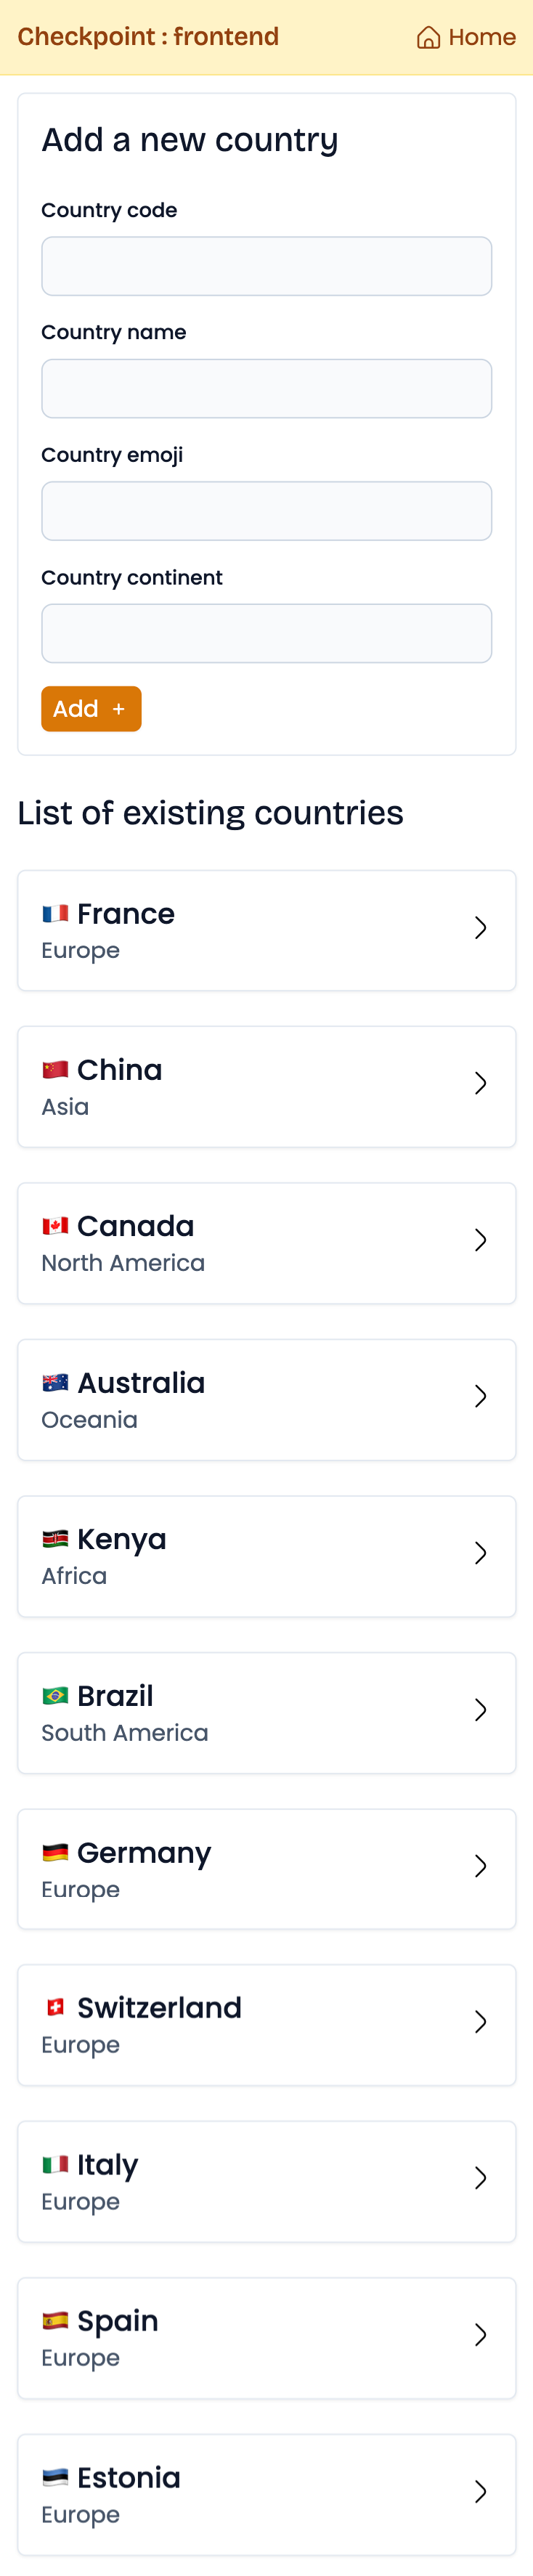 Checkpoint : frontend
Home
Add a new country
Country code
Country name
Country emoji
Country continent
Add +
List of existing countries
🇫🇷 France
Europe
🇨🇳 China
Asia
🇨🇦 Canada
North America
🇦🇺 Australia
Oceania
🇰🇪 Kenya
Africa
🇧🇷 Brazil
South America
🇩🇪 Germany
Europe
🇨🇭 Switzerland
Europe
🇮🇹 Italy
Europe
🇪🇸 Spain
Europe
🇪🇪 Estonia
Europe